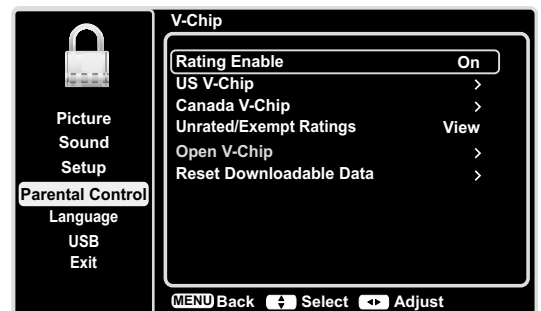 V-Chip
Picture
Sound
Setup
Parental Control
Language
USB
Exit
Rating Enable On
US V-Chip >
Canada V-Chip >
Unrated/Exempt Ratings View
Open V-Chip >
Reset Downloadable Data >
MENU Back Select Adjust